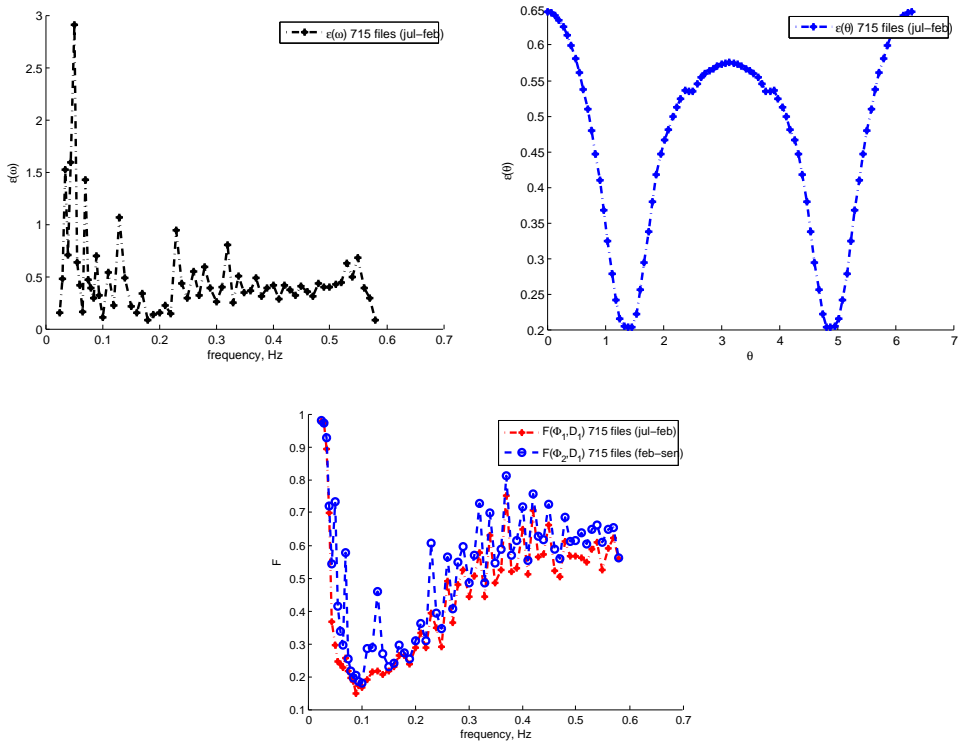 3
2.5
2
1.5
1
0.5
0
0 0.1 0.2 0.3 0.4 0.5 0.6 0.7
frequency, Hz
ε(ω)
ε(ω) 715 files (jul−feb)
0.65
0.6
0.55
0.5
0.45
0.4
0.35
0.3
0.25
0.2
0 1 2 3 4 5 6 7
θ
ε(θ)
ε(θ) 715 files (jul−feb)
1
0.9
0.8
0.7
0.6
0.5
0.4
0.3
0.2
0.1
0 0.1 0.2 0.3 0.4 0.5 0.6 0.7
frequency, Hz
F
F(Φ1,D1) 715 files (jul−feb)
F(Φ2,D1) 715 files (feb−sen)